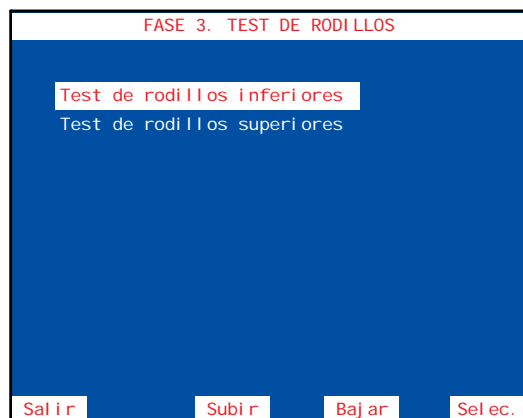 FASE 3. TEST DE RODILLOS
Test de rodillos inferiores
Test de rodillos superiores
Salir Subir Bajar Selec.